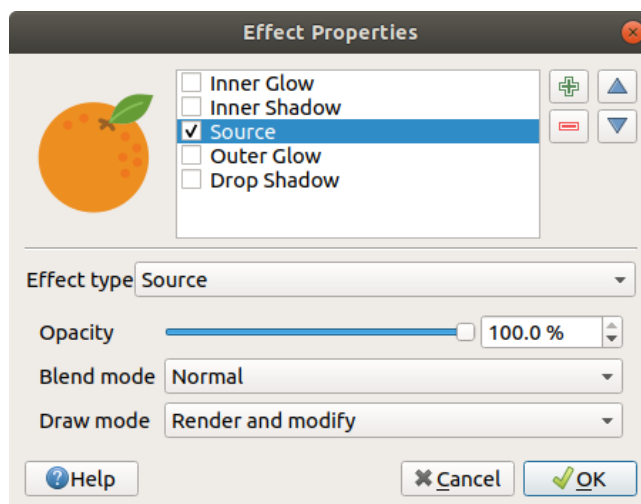 Effect Properties
Inner Glow
Inner Shadow
Source
Outer Glow
Drop Shadow
Effect type Source
Opacity 100.0 %
Blend mode Normal
Draw mode Render and modify
Help Cancel OK